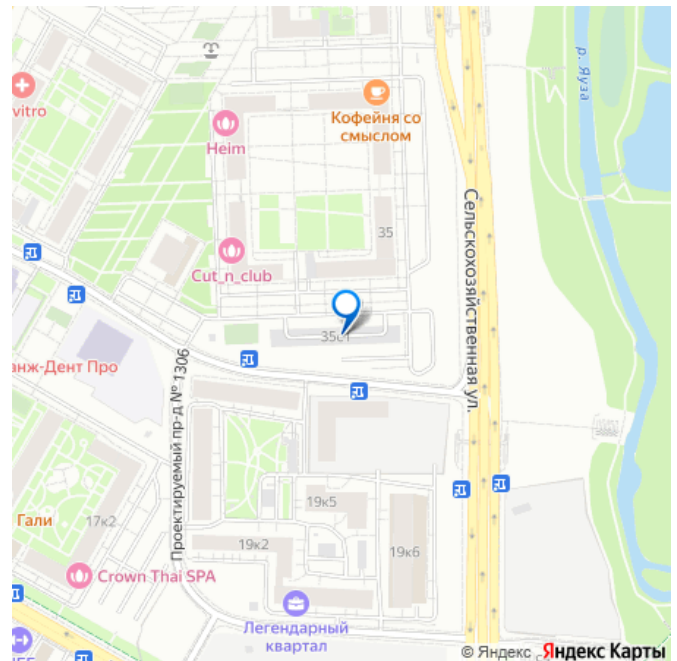 р. Яуза
vitro
Кофейня со
смыслом
Heim
35
Сельскохозяйственная ул.
Cut_n_club
35с1
анж-Дент Про
Проектируемый пр-д № 1306
19к5
17к2
Гали
19к2
19к6
Crown Thai SPA
Легендарный
квартал
© Яндекс Яндекс Карты